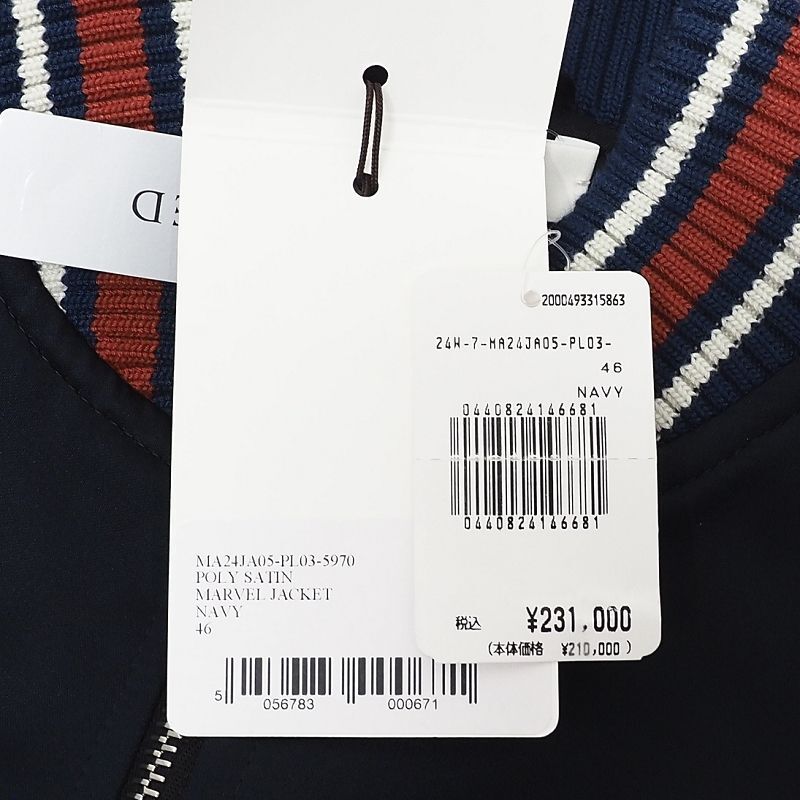 2000493315863
24W-7-MA24JA05-PL03-
46
NAVY
0440824146681
0440824146681
税込 ¥231,000
(本体価格 ¥210,000)
MA24JA05-PL03-5970
POLY SATIN
MARVEL JACKET
NAVY
46
5 056783 000671